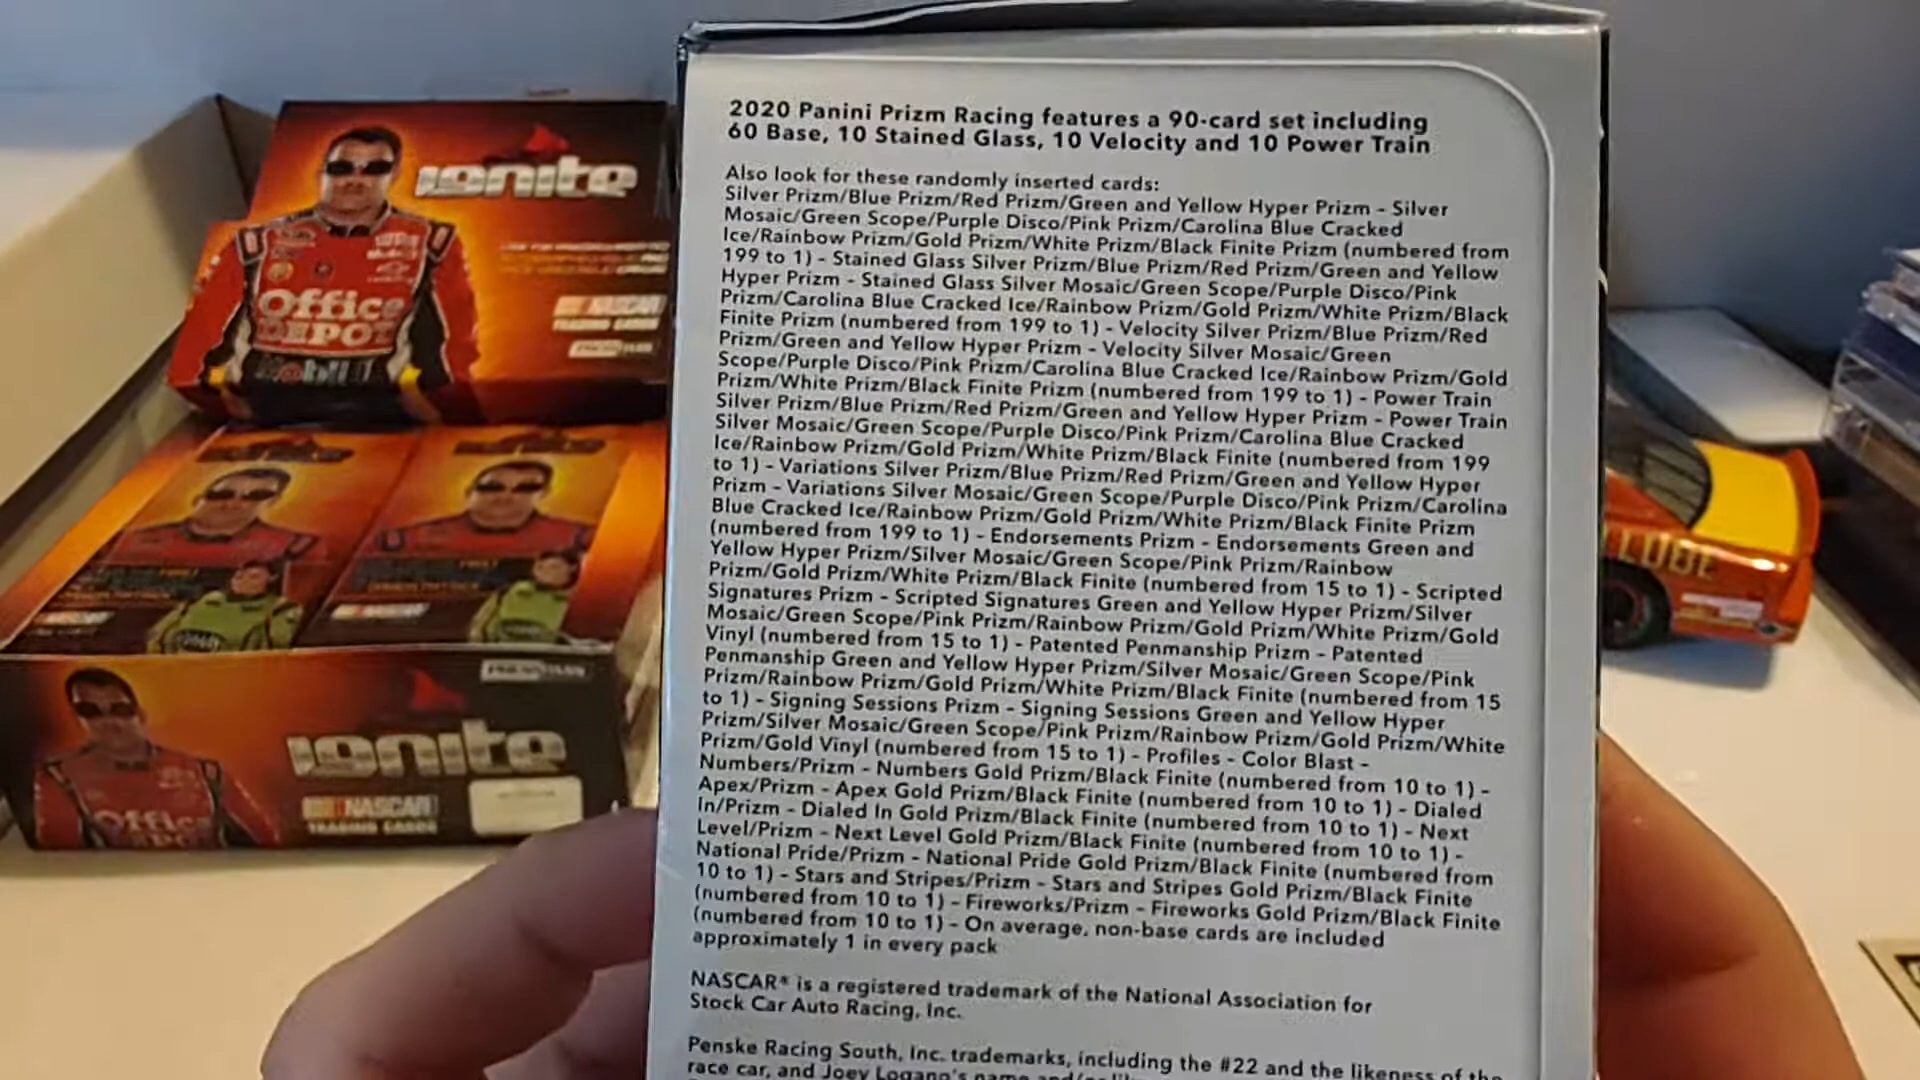 2020 Panini Prizm Racing features a 90-card set including
60 Base, 10 Stained Glass, 10 Velocity and 10 Power Train
Also look for these randomly inserted cards:
Silver Prizm/Blue Prizm/Red Prizm/Green and Yellow Hyper Prizm - Silver
Mosaic/Green Scope/Purple Disco/Pink Prizm/Carolina Blue Cracked
Ice/Rainbow Prizm/Gold Prizm/White Prizm/Black Finite Prizm (numbered from
199 to 1) - Stained Glass Silver Prizm/Blue Prizm/Red Prizm/Green and Yellow
Hyper Prizm - Stained Glass Silver Mosaic/Green Scope/Purple Disco/Pink
Prizm/Carolina Blue Cracked Ice/Rainbow Prizm/Gold Prizm/White Prizm/Black
Finite Prizm (numbered from 199 to 1) - Velocity Silver Prizm/Blue Prizm/Red
Prizm/Green and Yellow Hyper Prizm - Velocity Silver Mosaic/Green
Scope/Purple Disco/Pink Prizm/Carolina Blue Cracked Ice/Rainbow Prizm/Gold
Prizm/White Prizm/Black Finite Prizm (numbered from 199 to 1) - Power Train
Silver Prizm/Blue Prizm/Red Prizm/Green and Yellow Hyper Prizm - Power Train
Silver Mosaic/Green Scope/Purple Disco/Pink Prizm/Carolina Blue Cracked
Ice/Rainbow Prizm/Gold Prizm/White Prizm/Black Finite (numbered from 199
to 1) - Variations Silver Prizm/Blue Prizm/Red Prizm/Green and Yellow Hyper
Prizm - Variations Silver Mosaic/Green Scope/Purple Disco/Pink Prizm/Carolina
Blue Cracked Ice/Rainbow Prizm/Gold Prizm/White Prizm/Black Finite Prizm
(numbered from 199 to 1) - Endorsements Prizm - Endorsements Green and
Yellow Hyper Prizm/Silver Mosaic/Green Scope/Pink Prizm/Rainbow
Prizm/Gold Prizm/White Prizm/Black Finite (numbered from 15 to 1) - Scripted
Signatures Prizm - Scripted Signatures Green and Yellow Hyper Prizm/Silver
Mosaic/Green Scope/Pink Prizm/Rainbow Prizm/Gold Prizm/White Prizm/Gold
Vinyl (numbered from 15 to 1) - Patented Penmanship Prizm - Patented
Penmanship Green and Yellow Hyper Prizm/Silver Mosaic/Green Scope/Pink
Prizm/Rainbow Prizm/Gold Prizm/White Prizm/Black Finite (numbered from 15
to 1) - Signing Sessions Prizm - Signing Sessions Green and Yellow Hyper
Prizm/Silver Mosaic/Green Scope/Pink Prizm/Rainbow Prizm/Gold Prizm/White
Prizm/Gold Vinyl (numbered from 15 to 1) - Profiles - Color Blast -
Numbers/Prizm - Numbers Gold Prizm/Black Finite (numbered from 10 to 1) -
Apex/Prizm - Apex Gold Prizm/Black Finite (numbered from 10 to 1) - Dialed
In/Prizm - Dialed In Gold Prizm/Black Finite (numbered from 10 to 1) - Next
Level/Prizm - Next Level Gold Prizm/Black Finite (numbered from 10 to 1) -
National Pride/Prizm - National Pride Gold Prizm/Black Finite (numbered from
10 to 1) - Stars and Stripes/Prizm - Stars and Stripes Gold Prizm/Black Finite
(numbered from 10 to 1) - Fireworks/Prizm - Fireworks Gold Prizm/Black Finite
(numbered from 10 to 1) - On average, non-base cards are included
approximately 1 in every pack
NASCAR® is a registered trademark of the National Association for
Stock Car Auto Racing, Inc.
Penske Racing South, Inc. trademarks, including the #22 and the likeness of the
race car, and Joey Logano's name
ignite
Office
DEPOT
Mobil 1
NASCAR
TRADING CARDS
ignite
NASCAR
TRADING CARDS
Office
LUBE